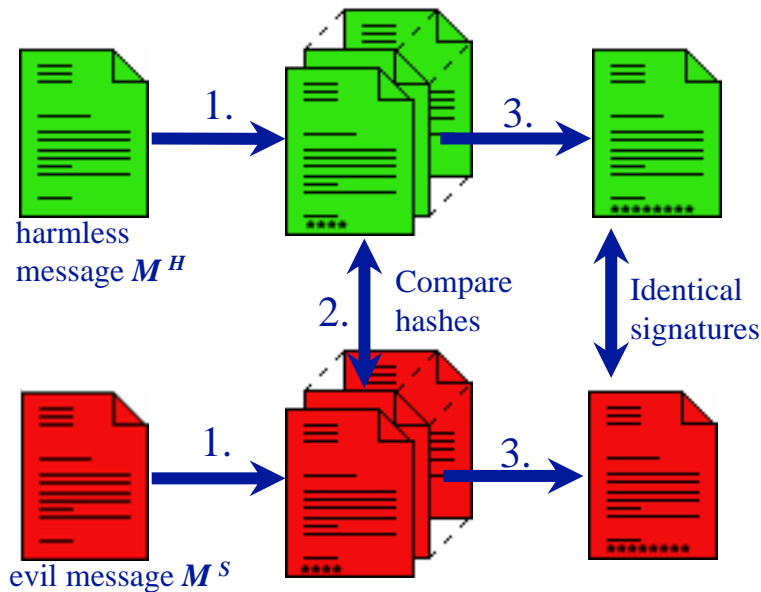 1.
3.
harmless
message M^H
2.
Compare
hashes
Identical
signatures
1.
3.
evil message M^S